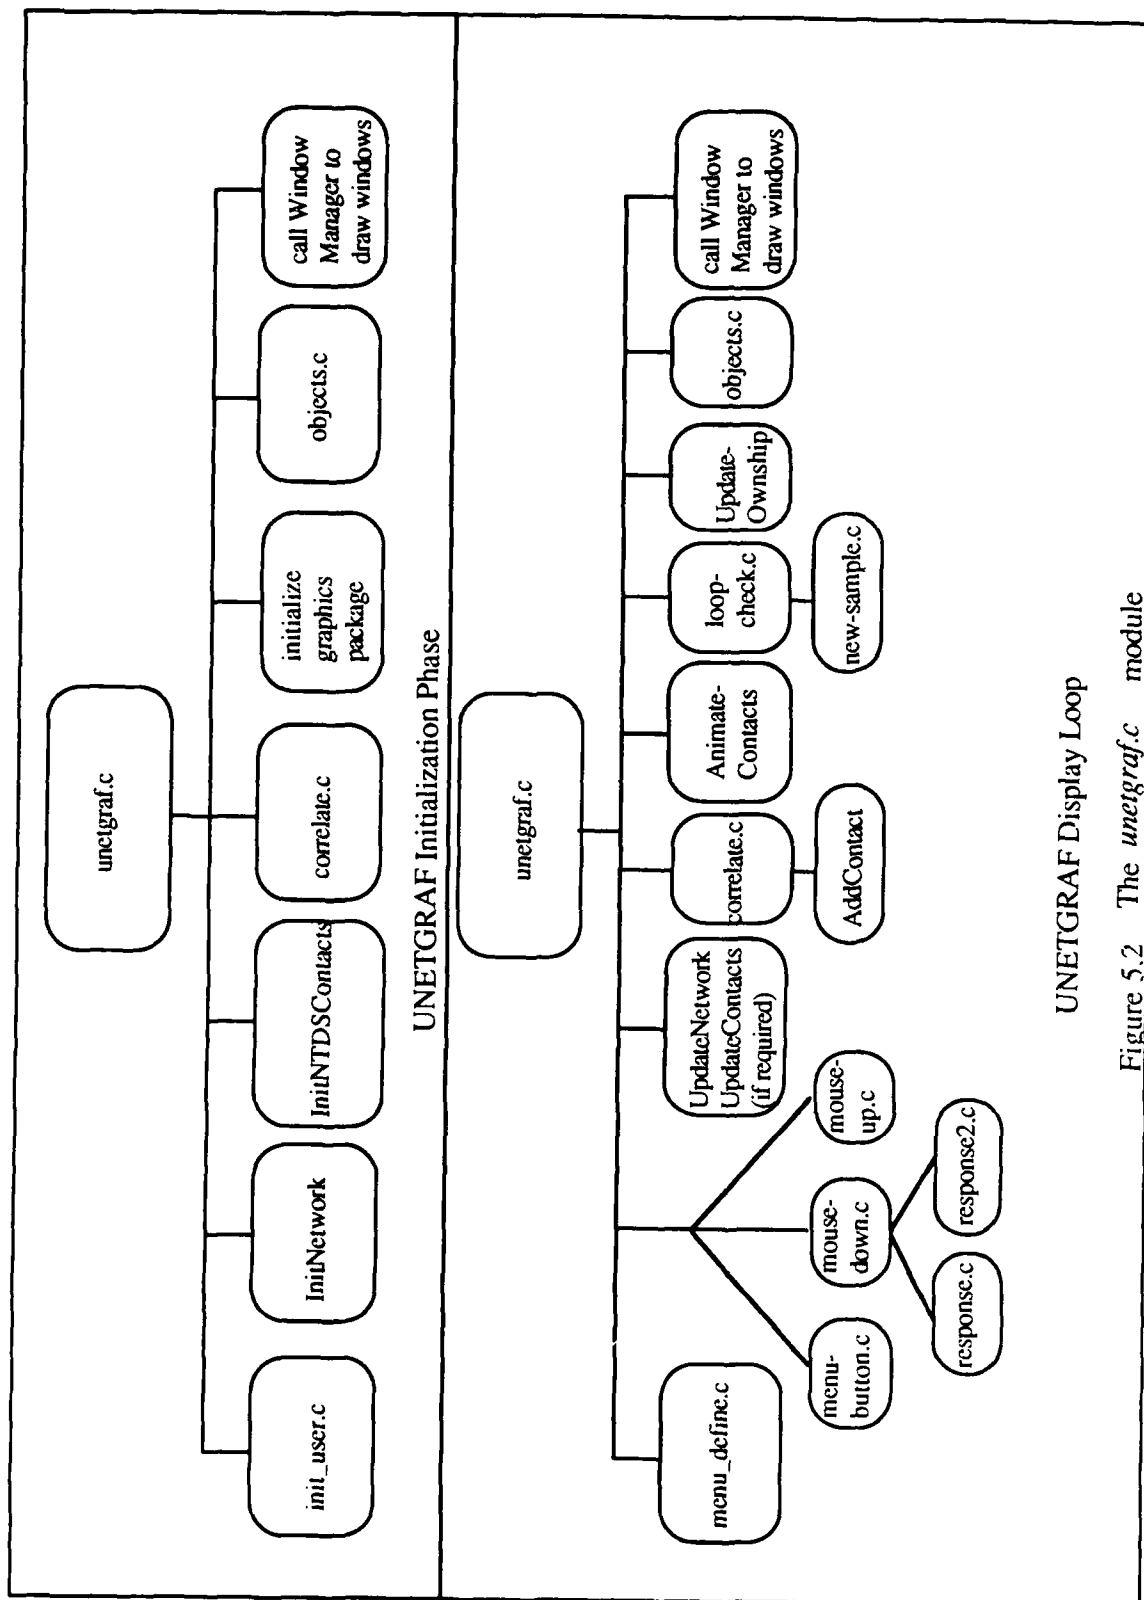 unetgraf.c
init_user.c
InitNetwork
InitNTDSContacts
correlate.c
initialize
graphics
package
objects.c
call Window
Manager to
draw windows
UNETGRAF Initialization Phase
unetgraf.c
menu_define.c
menu-
button.c
mouse-
down.c
mouse-
up.c
response.c
response2.c
UpdateNetwork
UpdateContacts
(if required)
correlate.c
AddContact
Animate-
Contacts
loop-
check.c
new-sample.c
Update-
Ownship
objects.c
call Window
Manager to
draw windows
UNETGRAF Display Loop
Figure 5.2 The unetgraf.c module